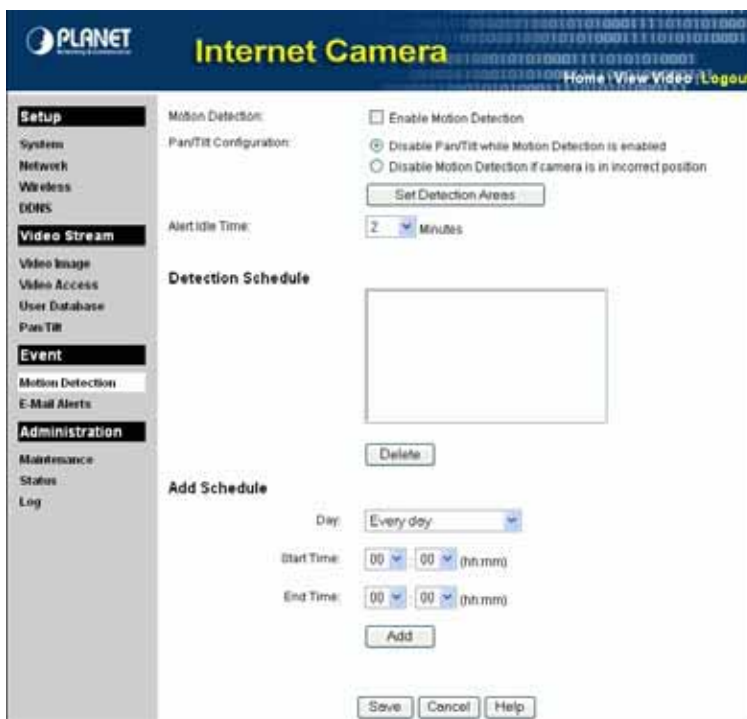 PLANET
Networking & Communication
Internet Camera
Home | View Video | Logou
Setup
System
Network
Wireless
DDNS
Video Stream
Video Image
Video Access
User Database
Pan/Tilt
Event
Motion Detection
E-Mail Alerts
Administration
Maintenance
Status
Log
Motion Detection:
Enable Motion Detection
Pan/Tilt Configuration:
Disable Pan/Tilt while Motion Detection is enabled
Disable Motion Detection if camera is in incorrect position
Set Detection Areas
Alert Idle Time:
2 Minutes
Detection Schedule
Delete
Add Schedule
Day: Every day
Start Time: 00 : 00 (hh:mm)
End Time: 00 : 00 (hh:mm)
Add
Save Cancel Help